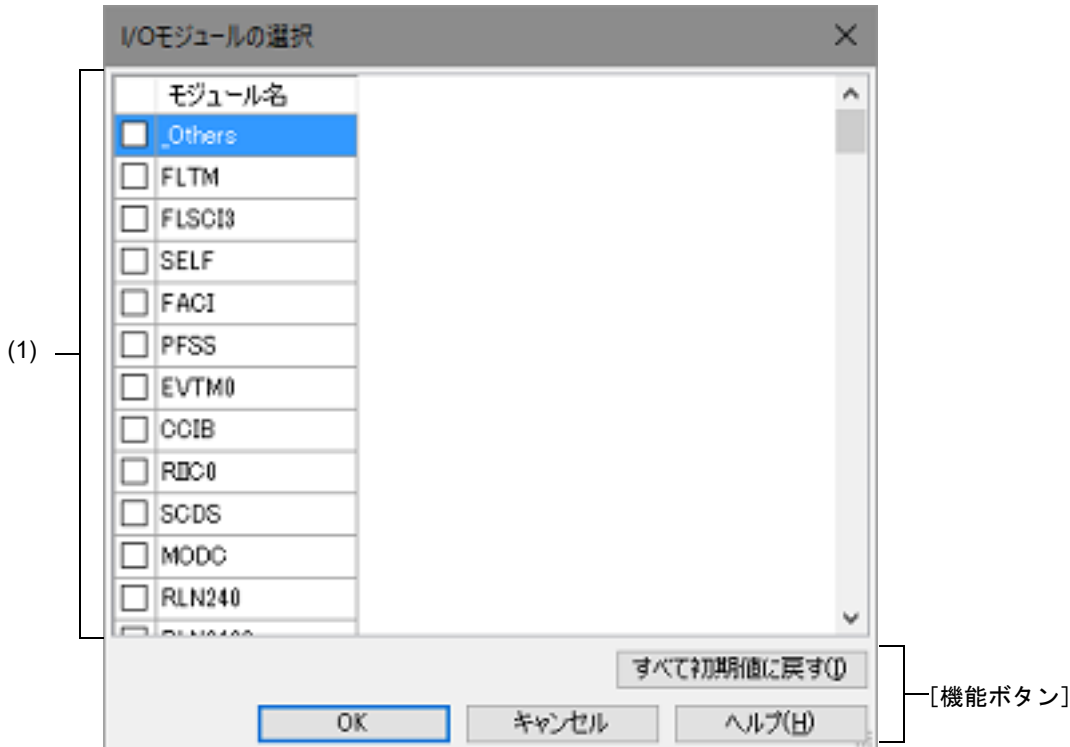 I/Oモジュールの選択
モジュール名
_Others
FLTM
FLSCI3
SELF
FACI
PFSS
EVTM0
CCIB
RIIC0
SCDS
MODC
RLN240
(1)
すべて初期値に戻す(I)
[機能ボタン]
OK
キャンセル
ヘルプ(H)